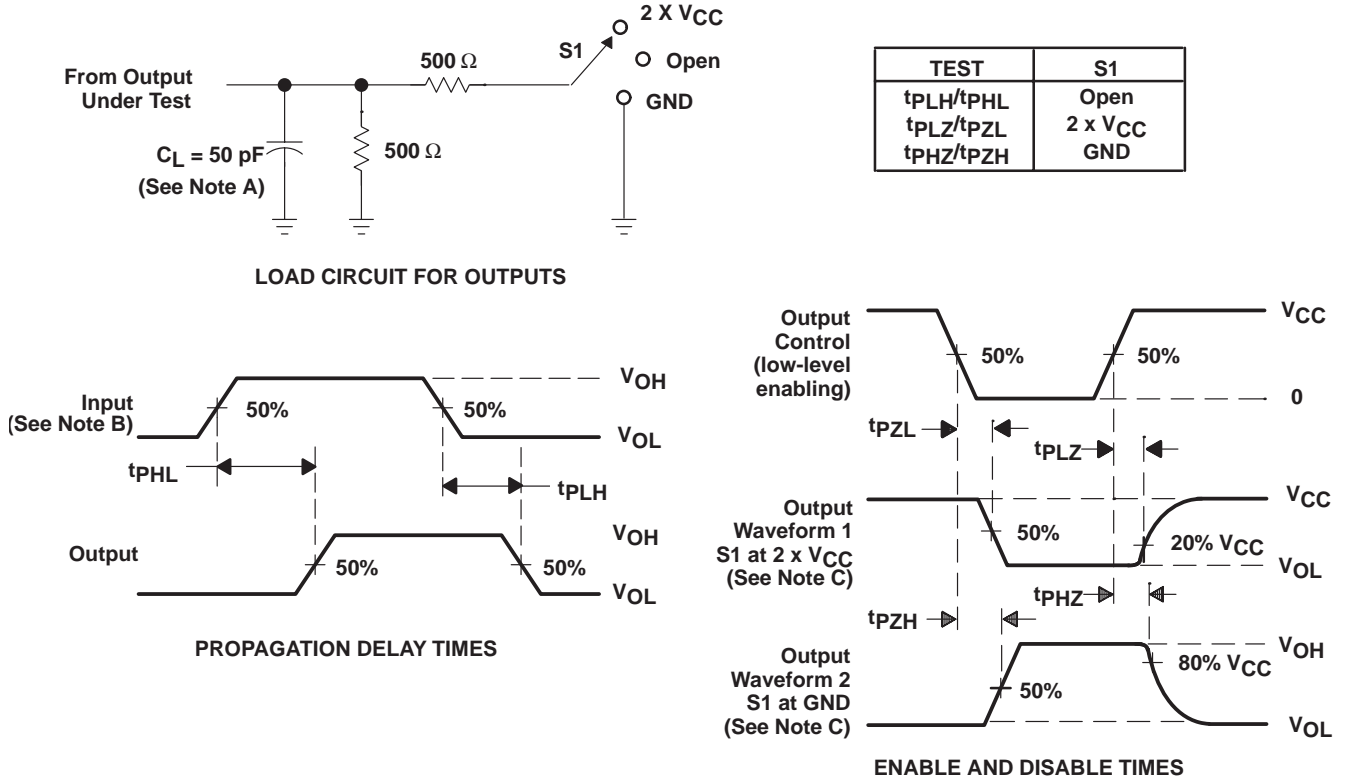 2 X VCC
S1
Open
500 Ω
From Output
Under Test
GND
CL = 50 pF
(See Note A)
500 Ω
LOAD CIRCUIT FOR OUTPUTS
TEST S1
tPLH/tPHL Open
tPLZ/tPZL 2 x VCC
tPHZ/tPZH GND
Input
(See Note B)
50%
50%
VOH
VOL
tPHL
tPLH
Output
50%
50%
VOH
VOL
PROPAGATION DELAY TIMES
Output
Control
(low-level
enabling)
50%
50%
VCC
0
tPZL
tPLZ
Output
Waveform 1
S1 at 2 x VCC
(See Note C)
50%
VCC
20% VCC
VOL
tPZH
tPHZ
Output
Waveform 2
S1 at GND
(See Note C)
50%
VOH
80% VCC
VOL
ENABLE AND DISABLE TIMES